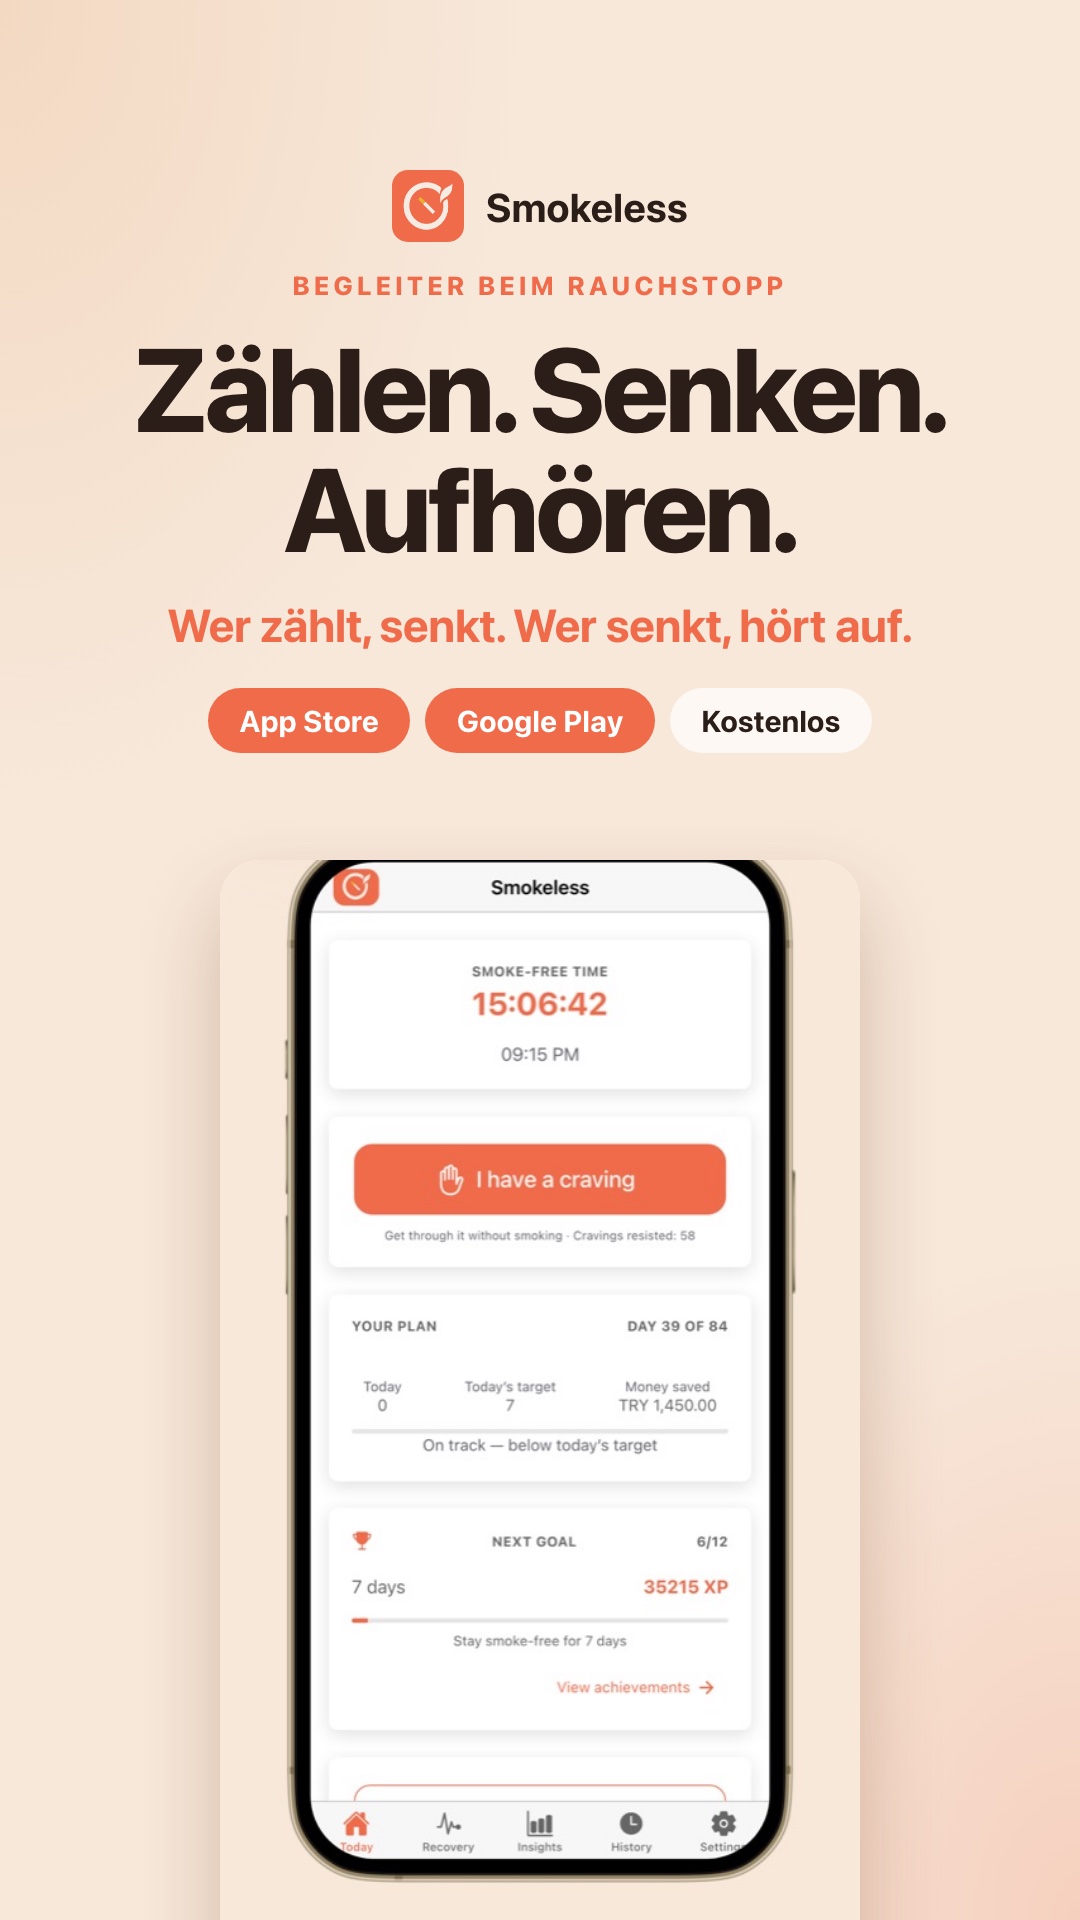 Smokeless
BEGLEITER BEIM RAUCHSTOPP
Zählen. Senken.
Aufhören.
Wer zählt, senkt. Wer senkt, hört auf.
App Store
Google Play
Kostenlos
Smokeless
SMOKE-FREE TIME
15:06:42
09:15 PM
I have a craving
Get through it without smoking · Cravings resisted: 58
YOUR PLAN
DAY 39 OF 84
Today
0
Today's target
7
Money saved
TRY 1,450.00
On track — below today's target
NEXT GOAL
6/12
7 days
35215 XP
Stay smoke-free for 7 days
View achievements →
Today
Recovery
Insights
History
Settings